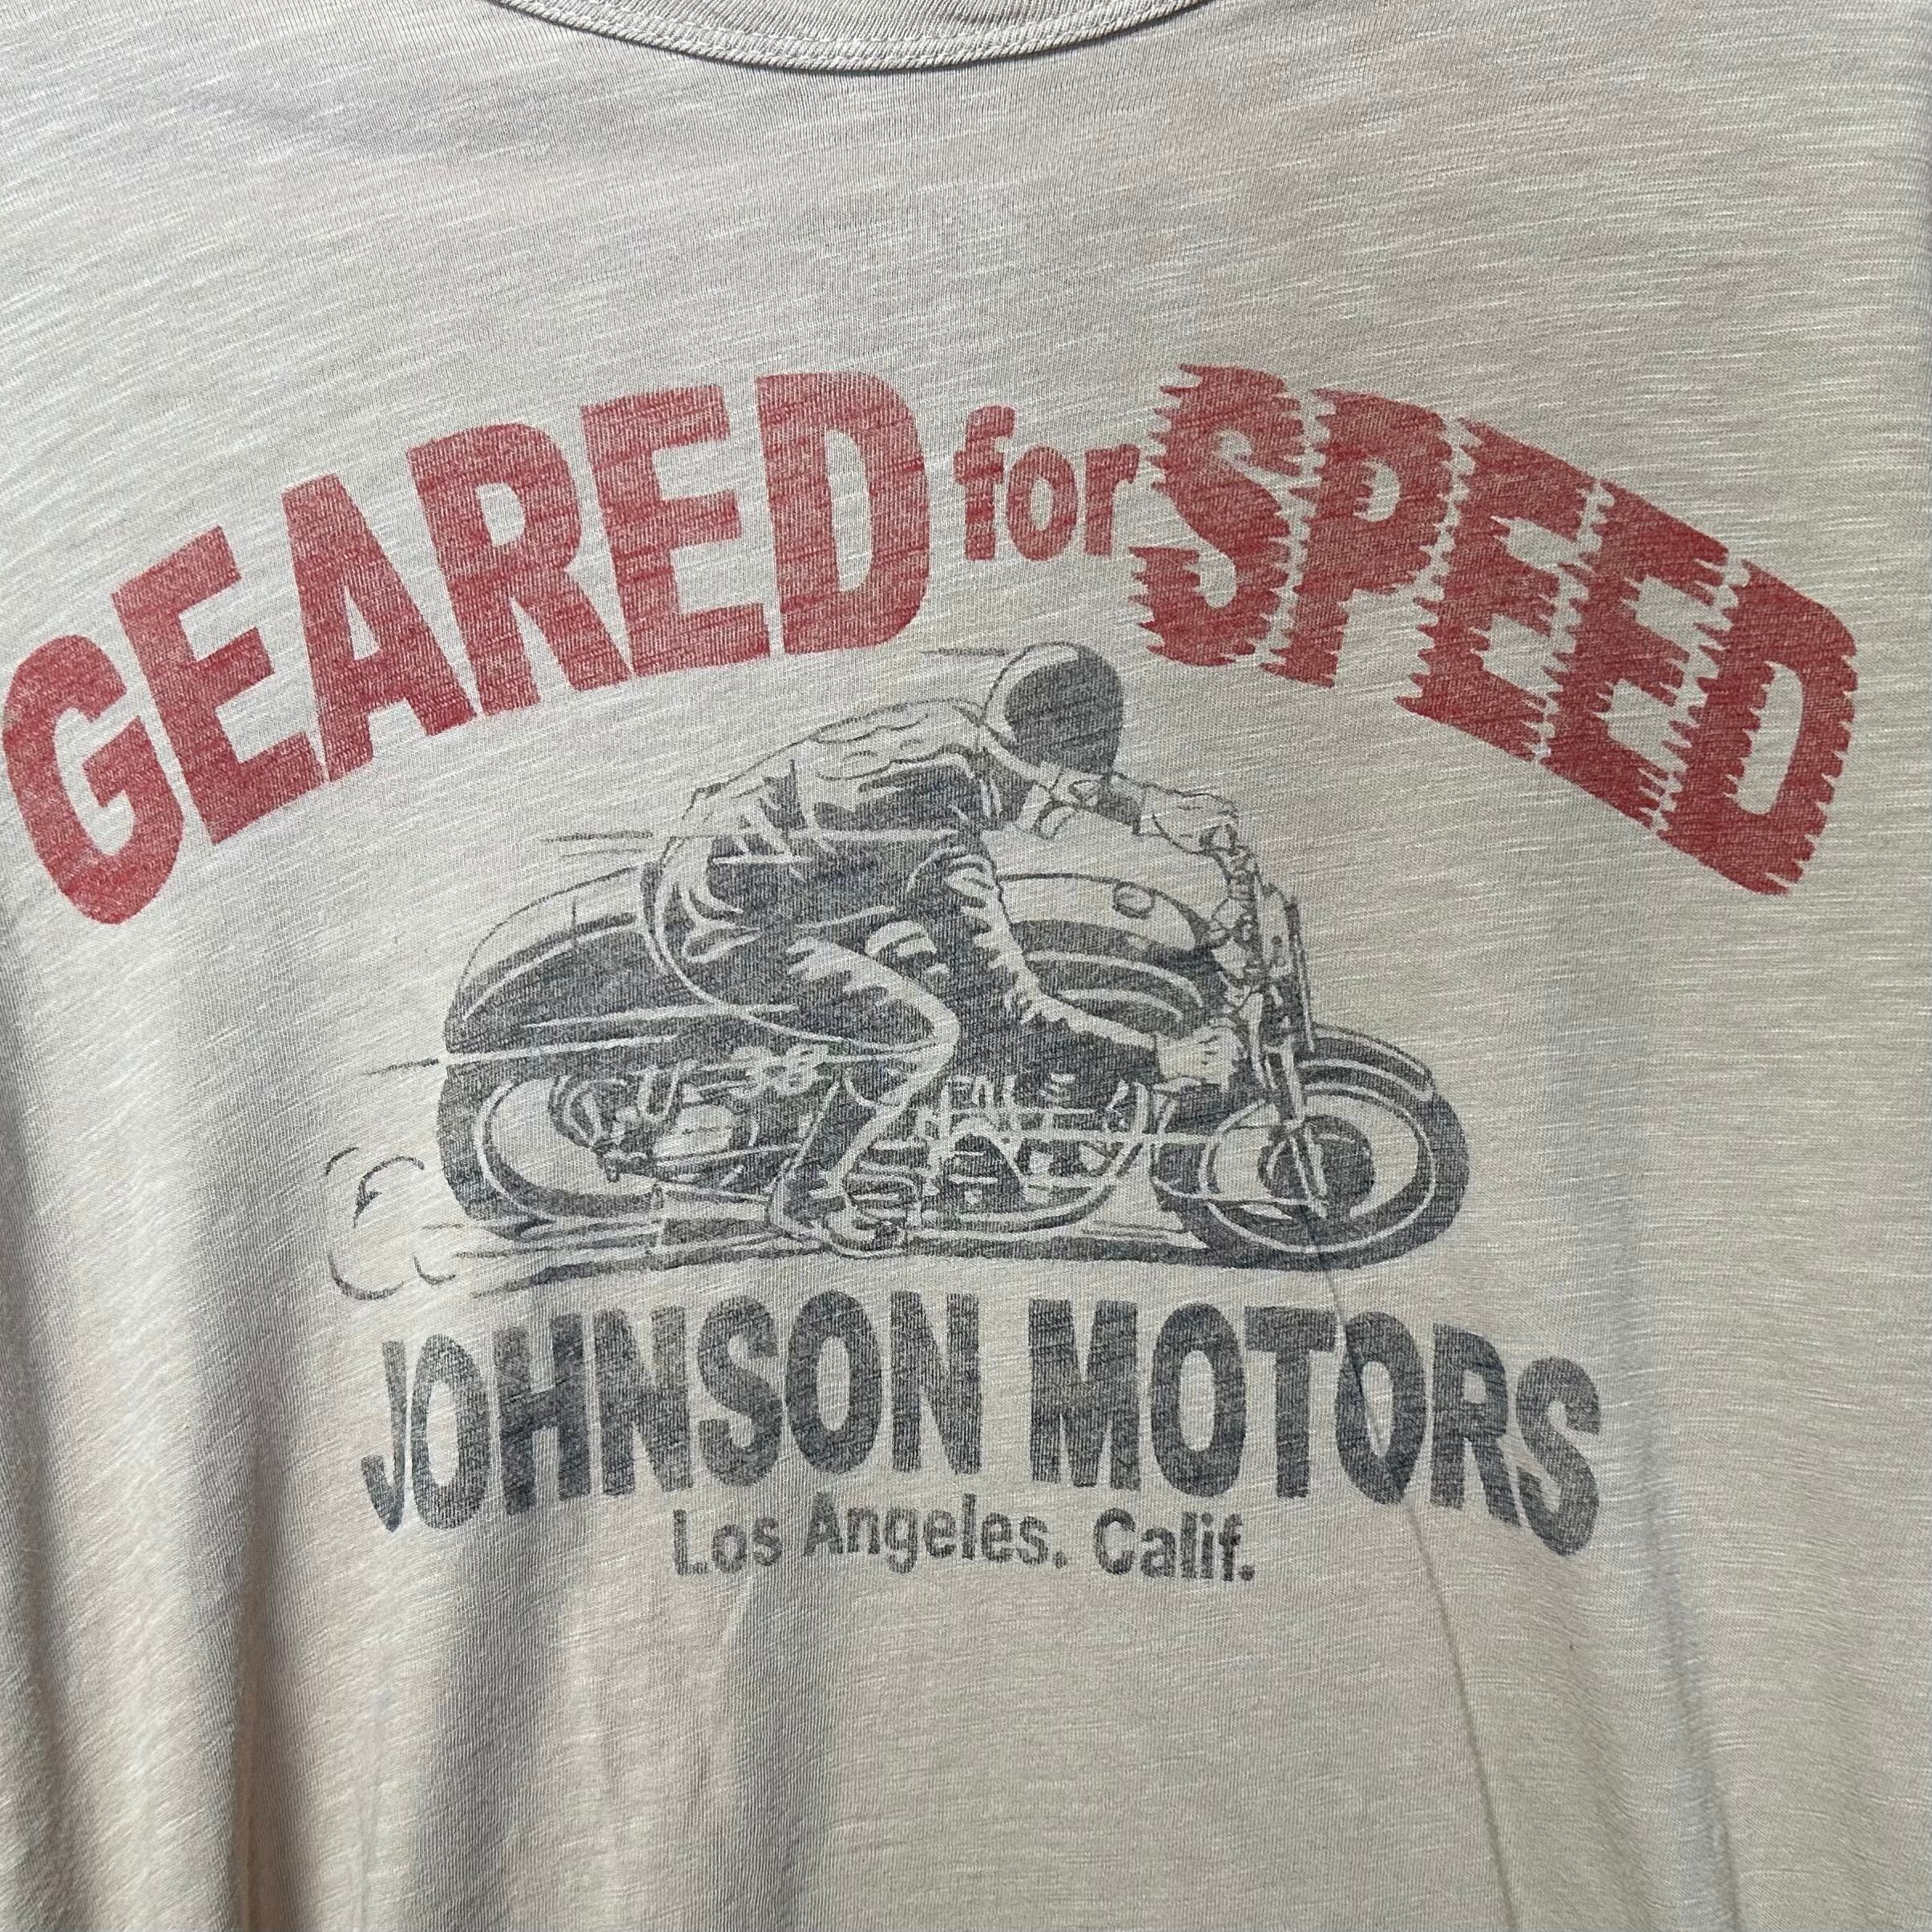 GEARED for SPEED
JOHNSON MOTORS
Los Angeles. Calif.